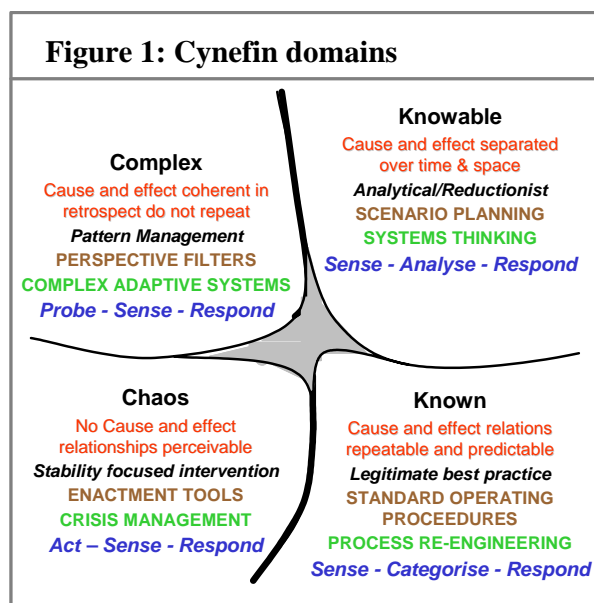 Figure 1: Cynefin domains
Complex
Cause and effect coherent in
retrospect do not repeat
Pattern Management
PERSPECTIVE FILTERS
COMPLEX ADAPTIVE SYSTEMS
Probe - Sense - Respond
Knowable
Cause and effect separated
over time & space
Analytical/Reductionist
SCENARIO PLANNING
SYSTEMS THINKING
Sense - Analyse - Respond
Chaos
No Cause and effect
relationships perceivable
Stability focused intervention
ENACTMENT TOOLS
CRISIS MANAGEMENT
Act – Sense - Respond
Known
Cause and effect relations
repeatable and predictable
Legitimate best practice
STANDARD OPERATING
PROCEEDURES
PROCESS RE-ENGINEERING
Sense - Categorise - Respond